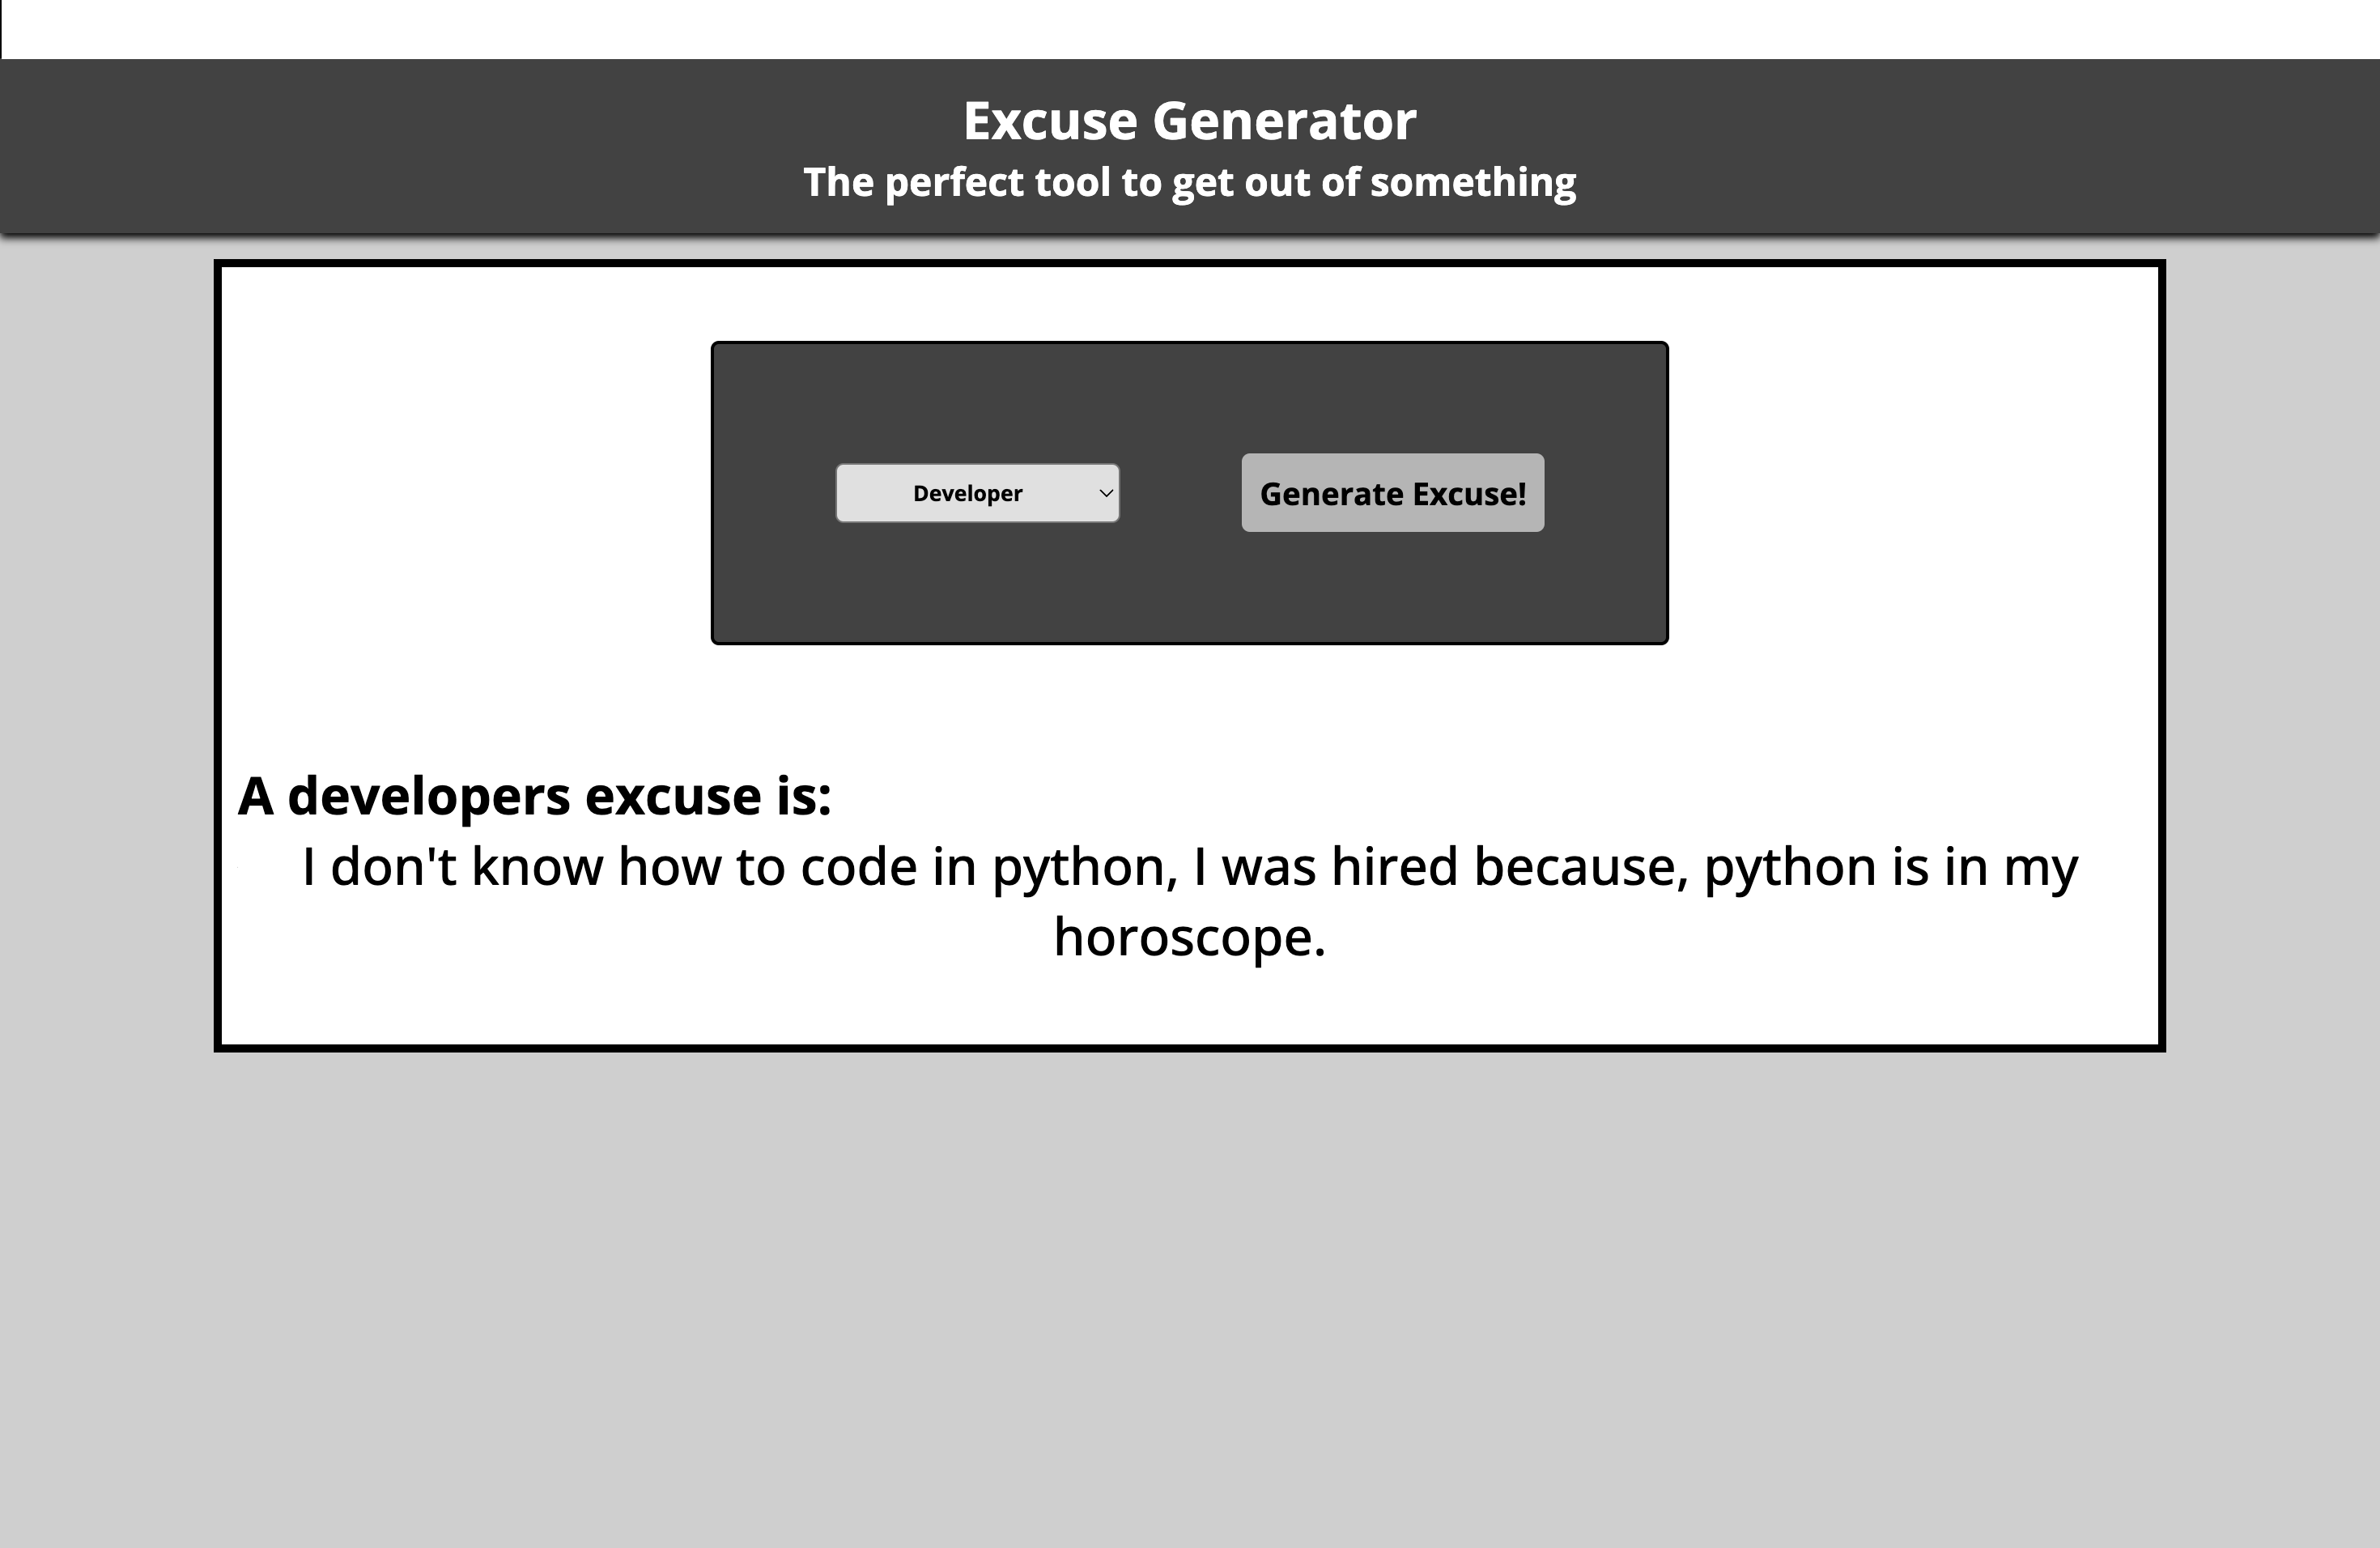 Excuse Generator
The perfect tool to get out of something
Developer
Generate Excuse!
A developers excuse is:
I don't know how to code in python, I was hired because, python is in my
horoscope.